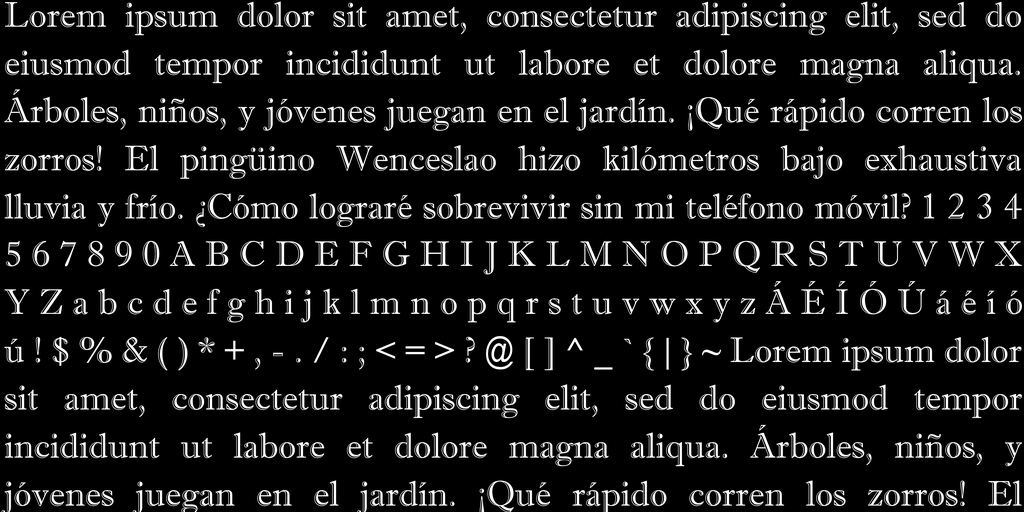 Lorem ipsum dolor sit amet, consectetur adipiscing elit, sed do
eiusmod tempor incididunt ut labore et dolore magna aliqua.
Árboles, niños, y jóvenes juegan en el jardín. ¡Qué rápido corren los
zorros! El pingüino Wenceslao hizo kilómetros bajo exhaustiva
lluvia y frío. ¿Cómo lograré sobrevivir sin mi teléfono móvil? 1 2 3 4
5 6 7 8 9 0 A B C D E F G H I J K L M N O P Q R S T U V W X
Y Z a b c d e f g h i j k l m n o p q r s t u v w x y z Á É Í Ó Ú á é í ó
ú ! $ % & ( ) * + , - . / : ; < = > ? @ [ ] ^ _ ` { | } ~ Lorem ipsum dolor
sit amet, consectetur adipiscing elit, sed do eiusmod tempor
incididunt ut labore et dolore magna aliqua. Árboles, niños, y
jóvenes juegan en el jardín. ¡Qué rápido corren los zorros! El